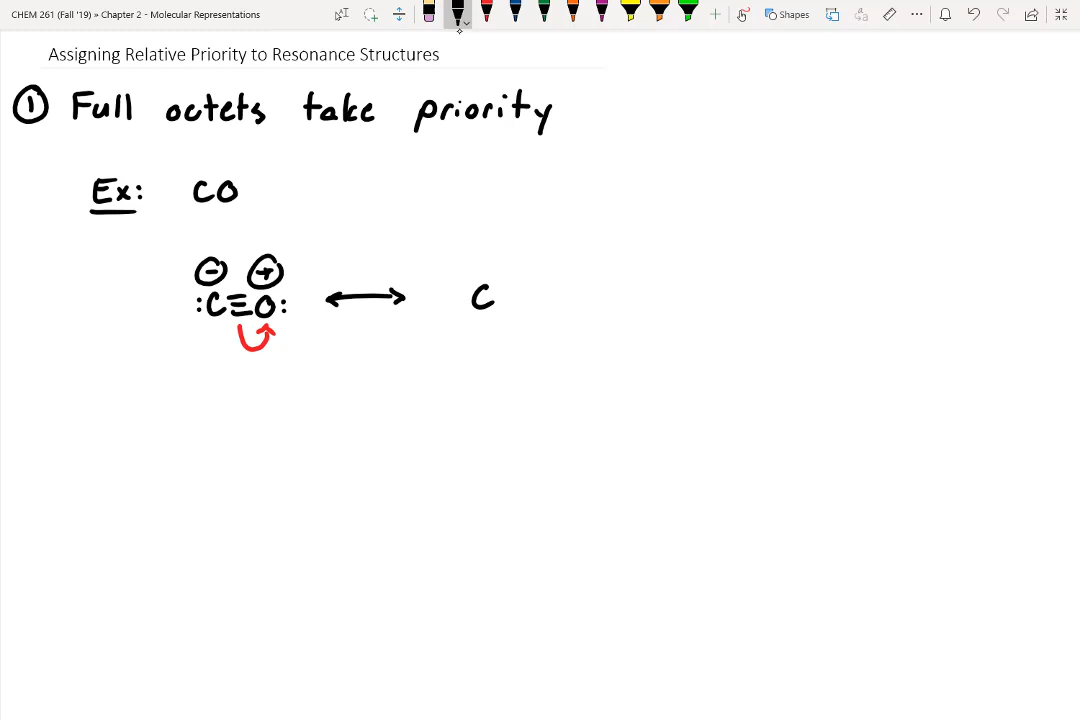 CHEM 261 (Fall '19) » Chapter 2 - Molecular Representations
Shapes
Assigning Relative Priority to Resonance Structures
① Full octets take priority
Ex: CO
⊖ ⊕
:C≡O: ⟷ C